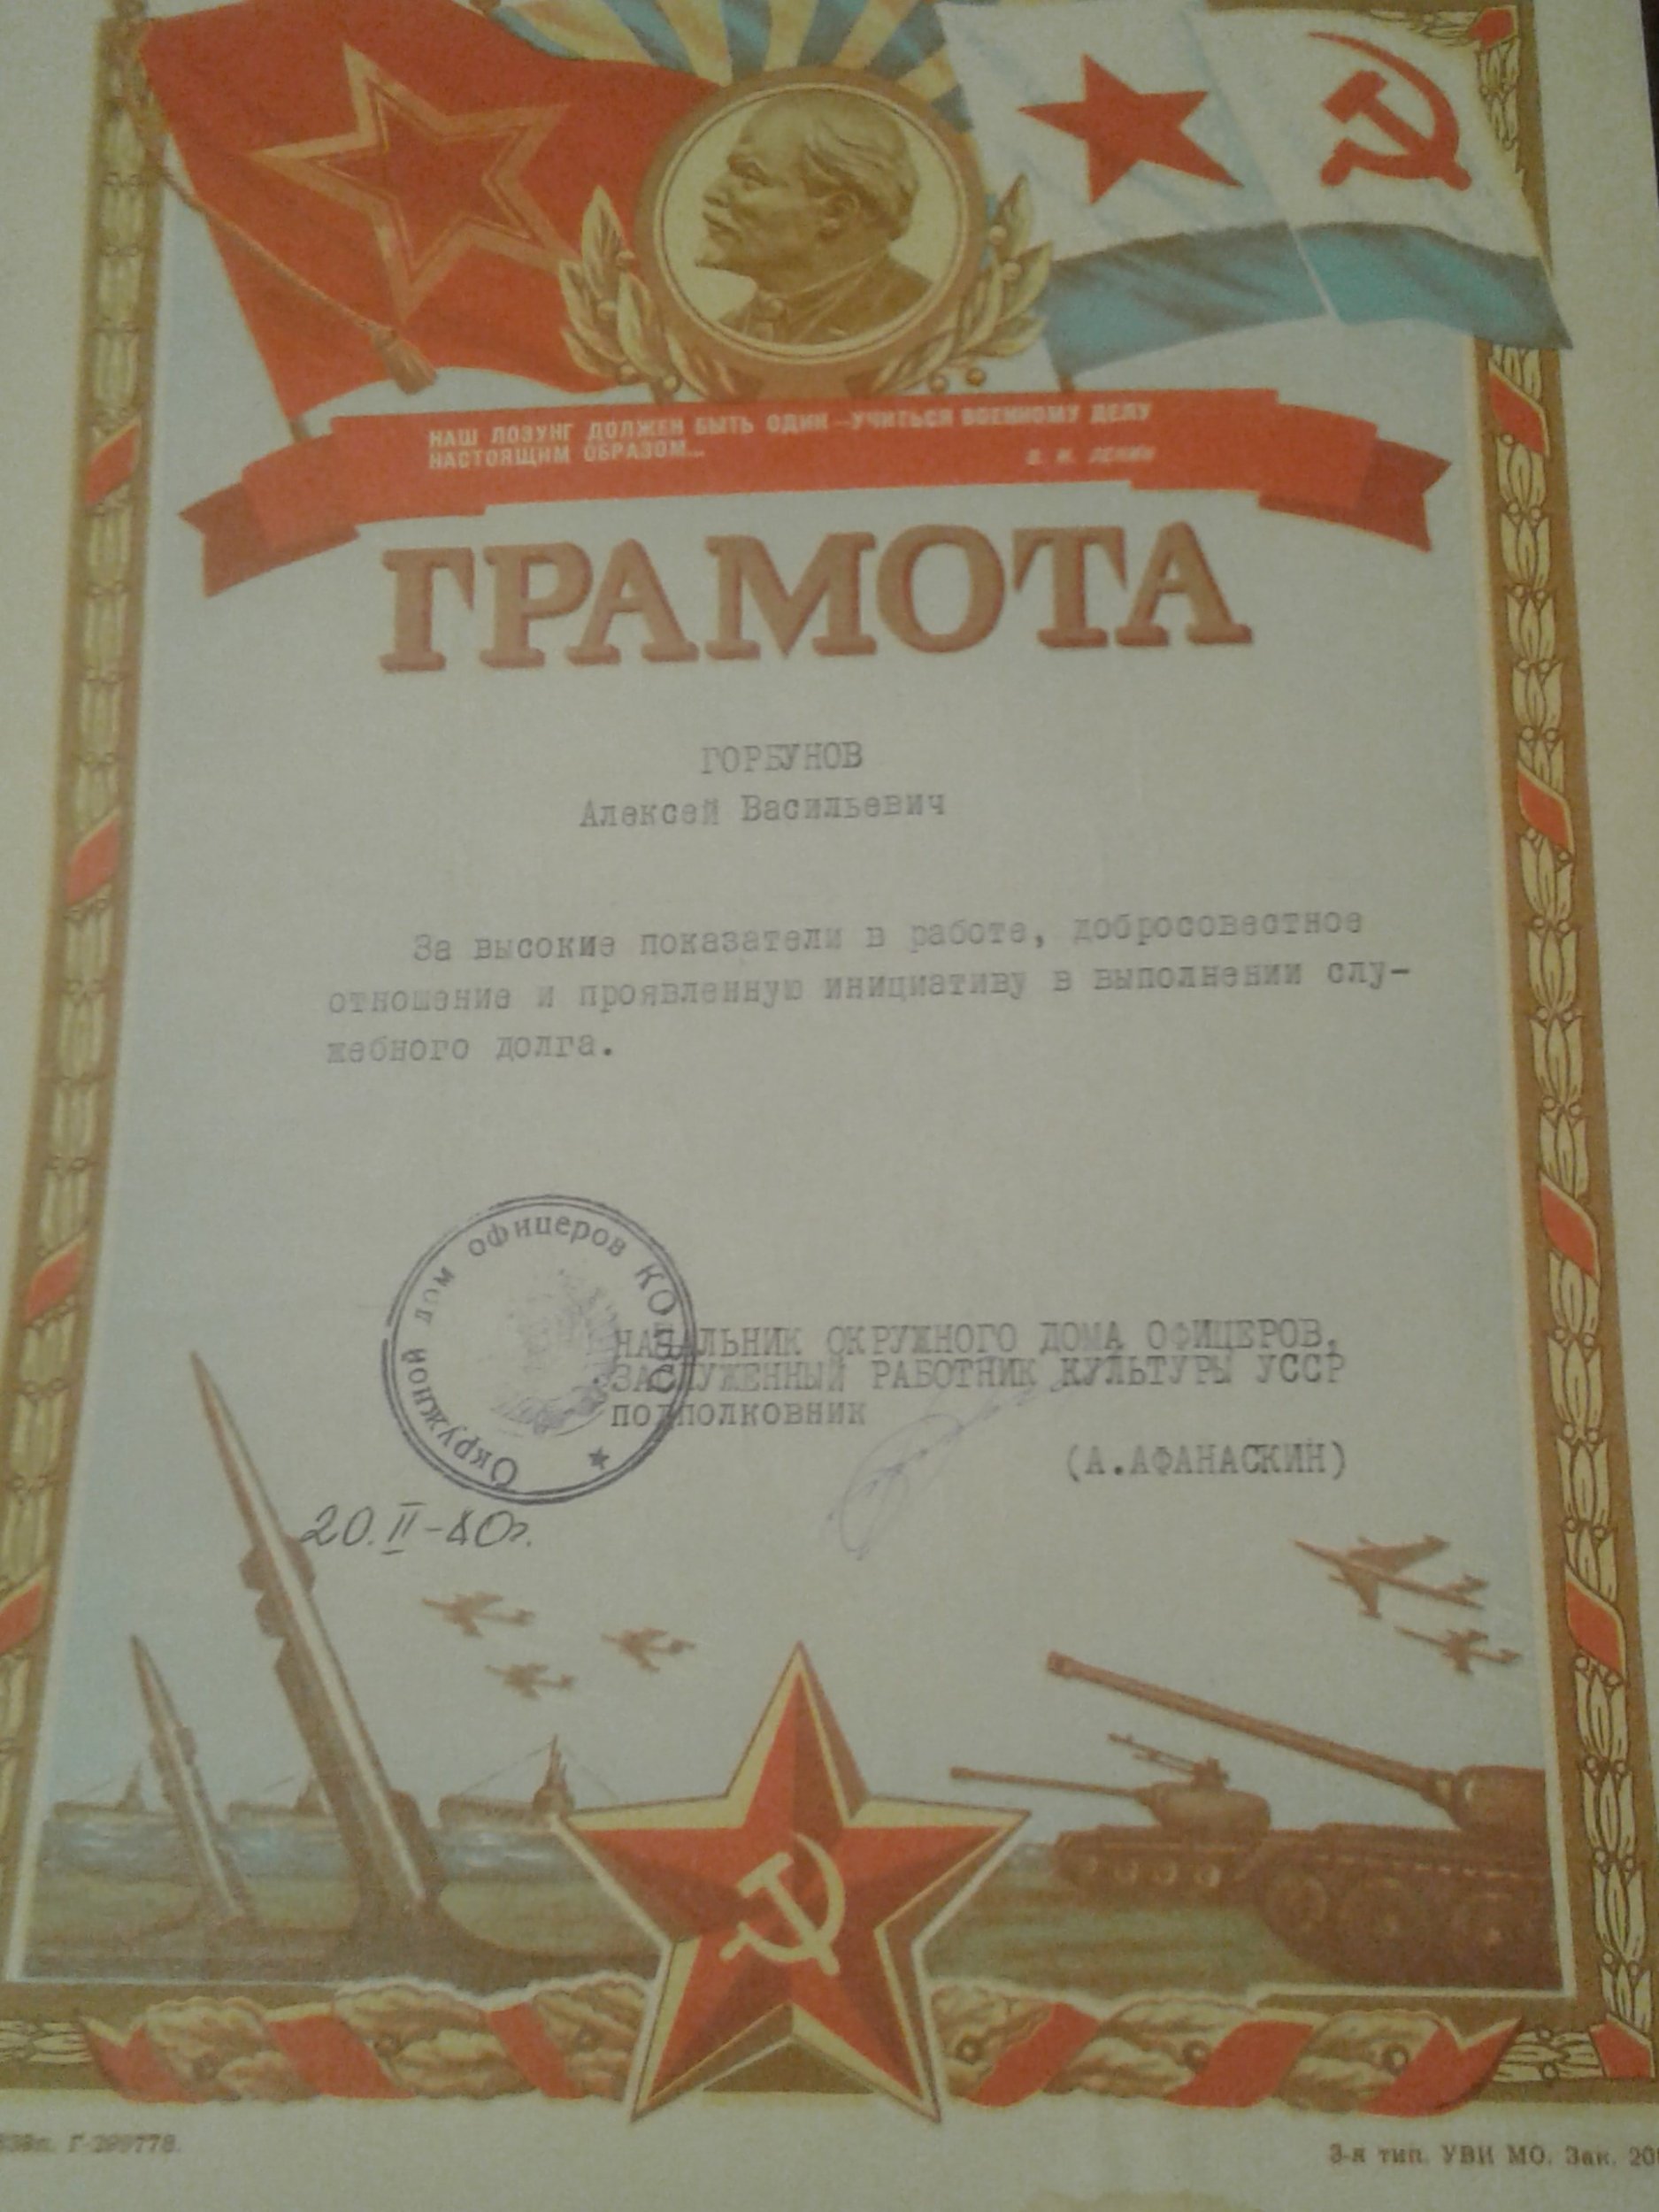 НАШ ЛОЗУНГ ДОЛЖЕН БЫТЬ ОДИН —УЧИТЬСЯ ВОЕННОМУ ДЕЛУ
НАСТОЯЩИМ ОБРАЗОМ...
В. И. ЛЕНИН
ГРАМОТА
ГОРБУНОВ
Алексей Васильевич
За высокие показатели в работе, добросовестное
отношение и проявленную инициативу в выполнении слу-
жебного долга.
Окружной дом офицеров КОдВО
НАЧАЛЬНИК ОКРУЖНОГО ДОМА ОФИЦЕРОВ,
ЗАСЛУЖЕННЫЙ РАБОТНИК КУЛЬТУРЫ УССР
ПОДПОЛКОВНИК
(А.АФАНАСКИН)
20.II-80г.
Г-290778.
3-я тип. УВИ МО. Зак.